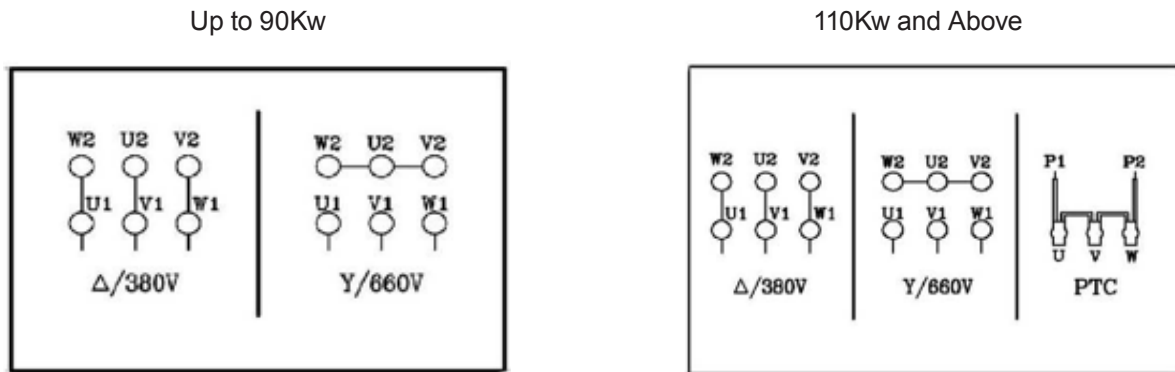 Up to 90Kw
W2 U2 V2
U1 V1 W1
Δ/380V
W2 U2 V2
U1 V1 W1
Y/660V
110Kw and Above
W2 U2 V2
U1 V1 W1
Δ/380V
W2 U2 V2
U1 V1 W1
Y/660V
P1 P2
U V W
PTC